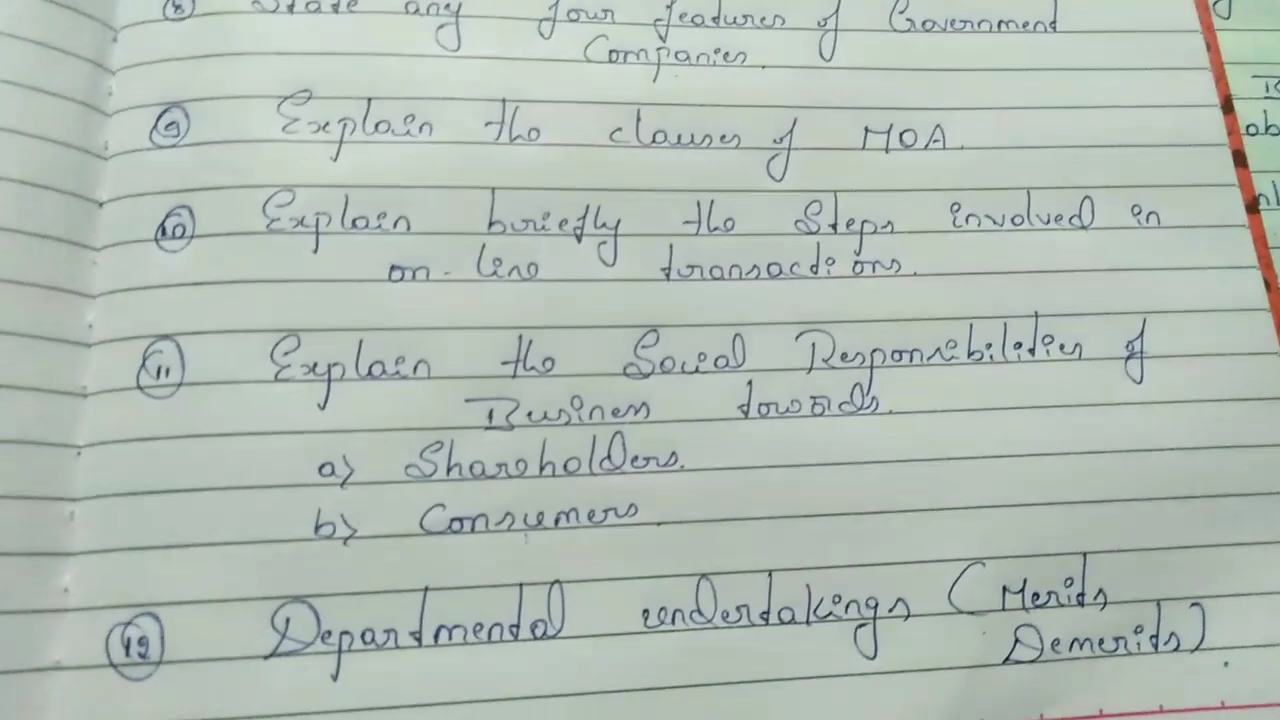 8 State any four features of Government
Companies.
9 Explain the clauses of MOA.
10 Explain briefly the steps involved in
on-line transactions.
11 Explain the Social Responsibilities of
Business towards.
a) Shareholders.
b) Consumers.
12 Departmental undertakings (Merits
Demerits)
ob